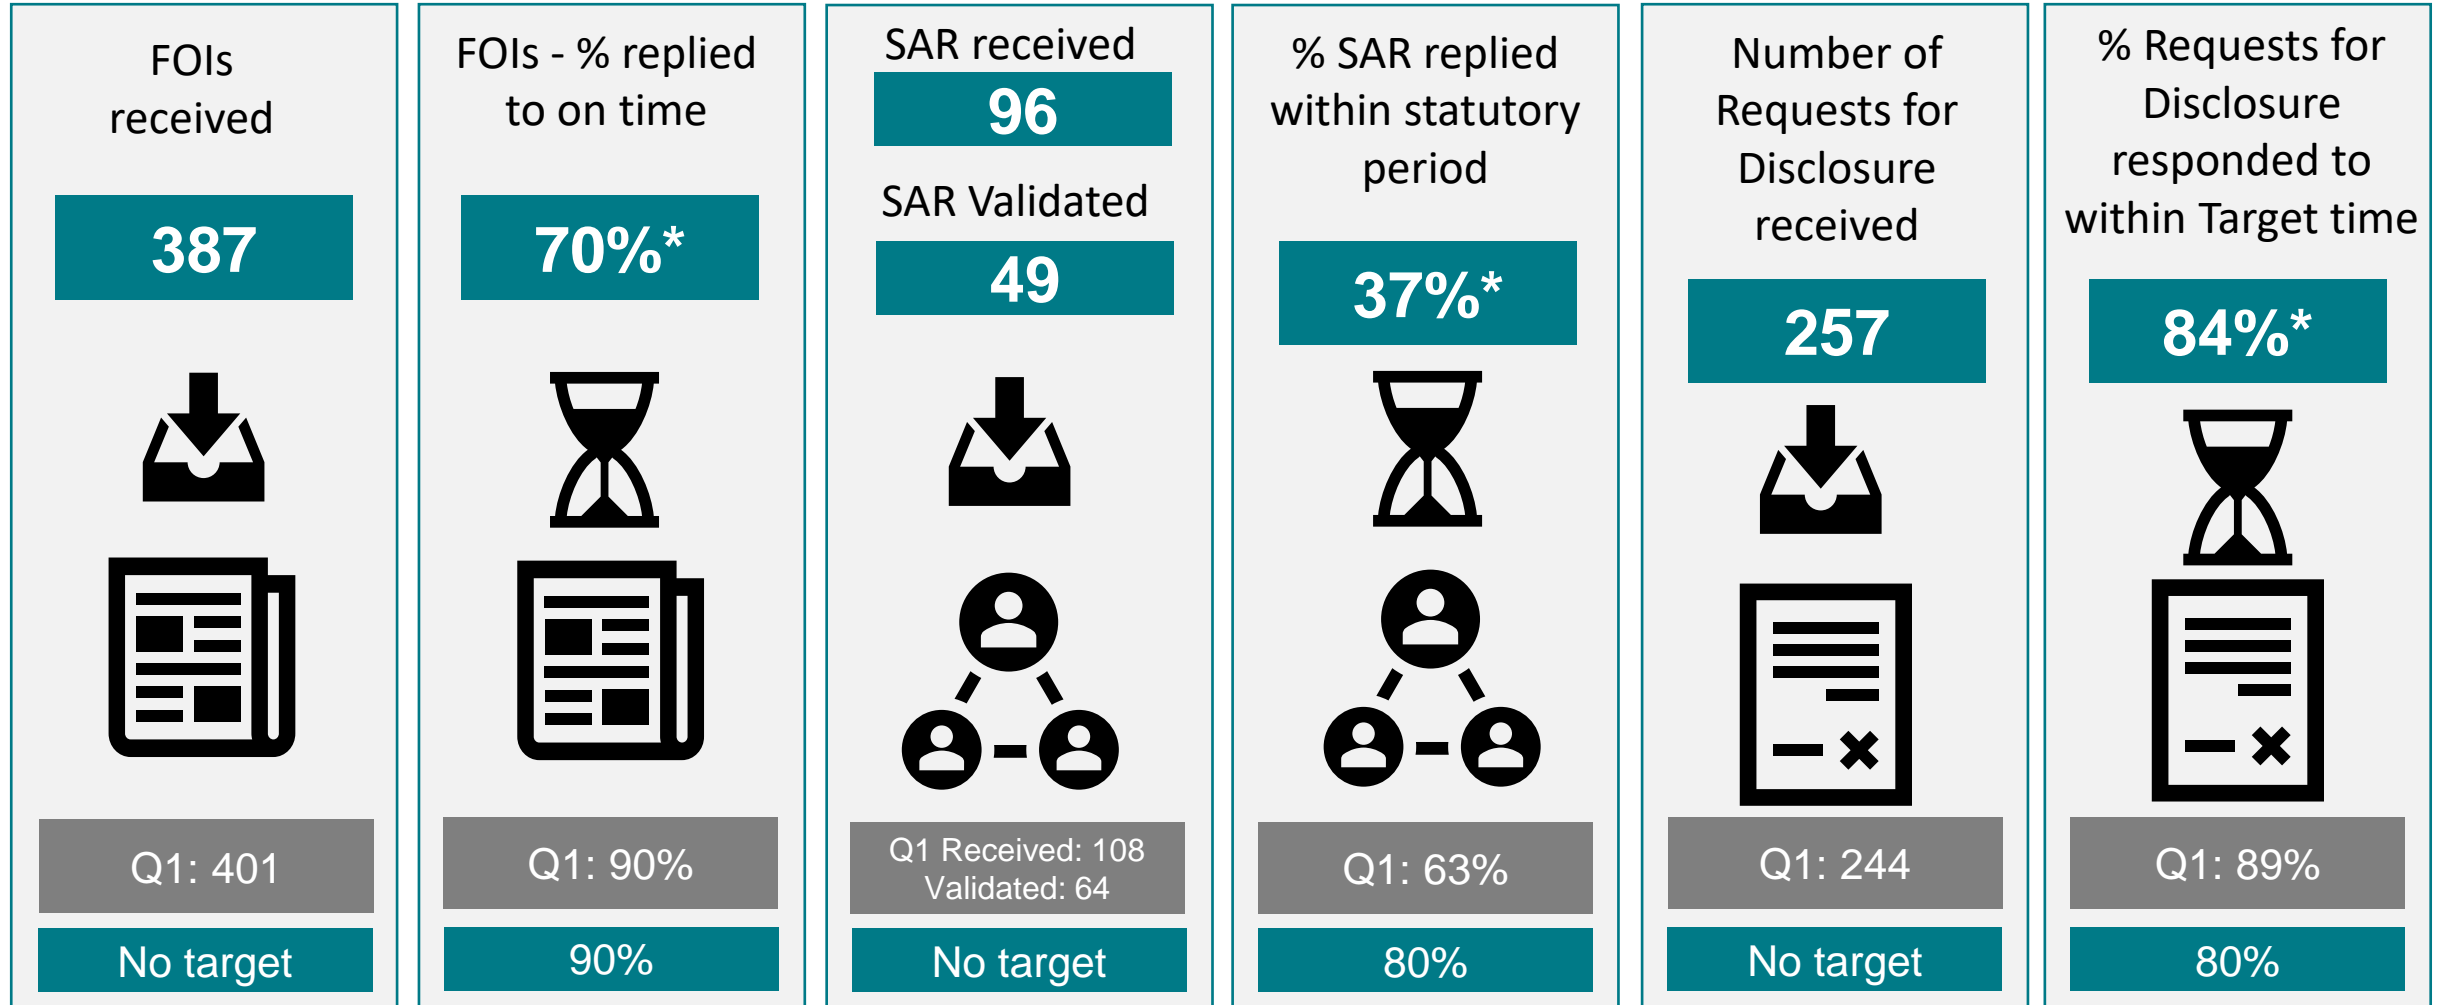 FOIs
received
387
Q1: 401
No target
FOIs - % replied
to on time
70%*
Q1: 90%
90%
SAR received
96
SAR Validated
49
Q1 Received: 108
Validated: 64
No target
% SAR replied
within statutory
period
37%*
Q1: 63%
80%
Number of
Requests for
Disclosure
received
257
Q1: 244
No target
% Requests for
Disclosure
responded to
within Target time
84%*
Q1: 89%
80%